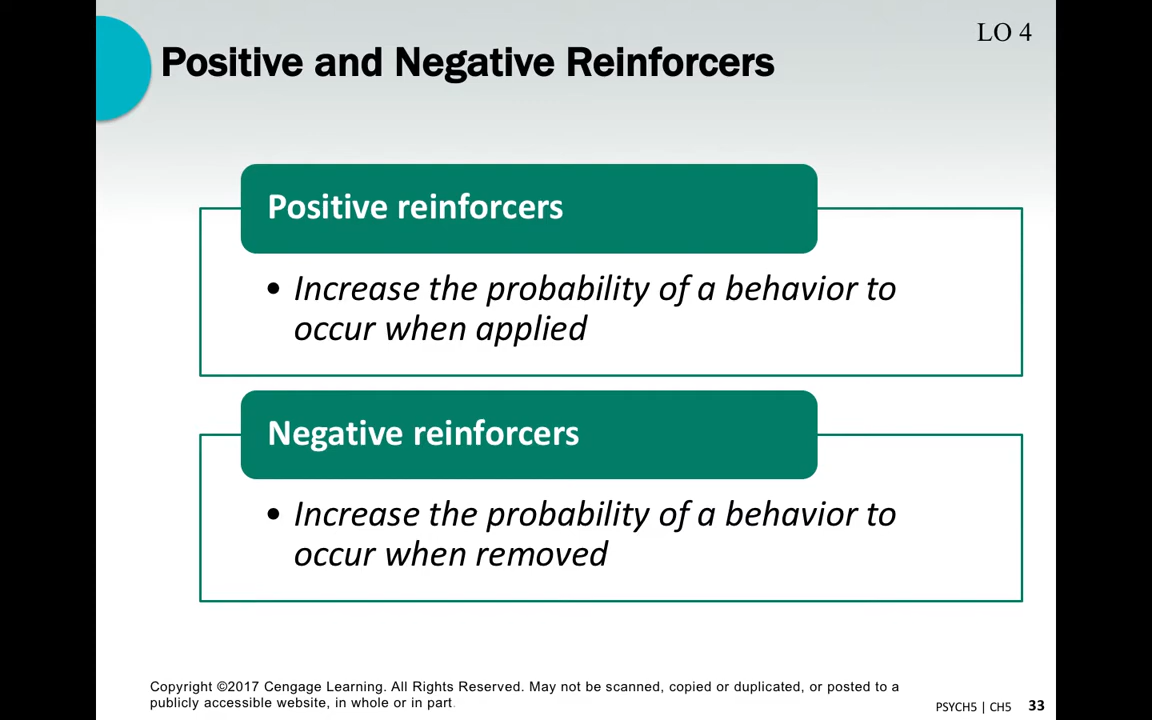 LO 4
Positive and Negative Reinforcers
Positive reinforcers
• Increase the probability of a behavior to
occur when applied
Negative reinforcers
• Increase the probability of a behavior to
occur when removed
Copyright ©2017 Cengage Learning. All Rights Reserved. May not be scanned, copied or duplicated, or posted to a
publicly accessible website, in whole or in part.
PSYCH5 | CH5 33